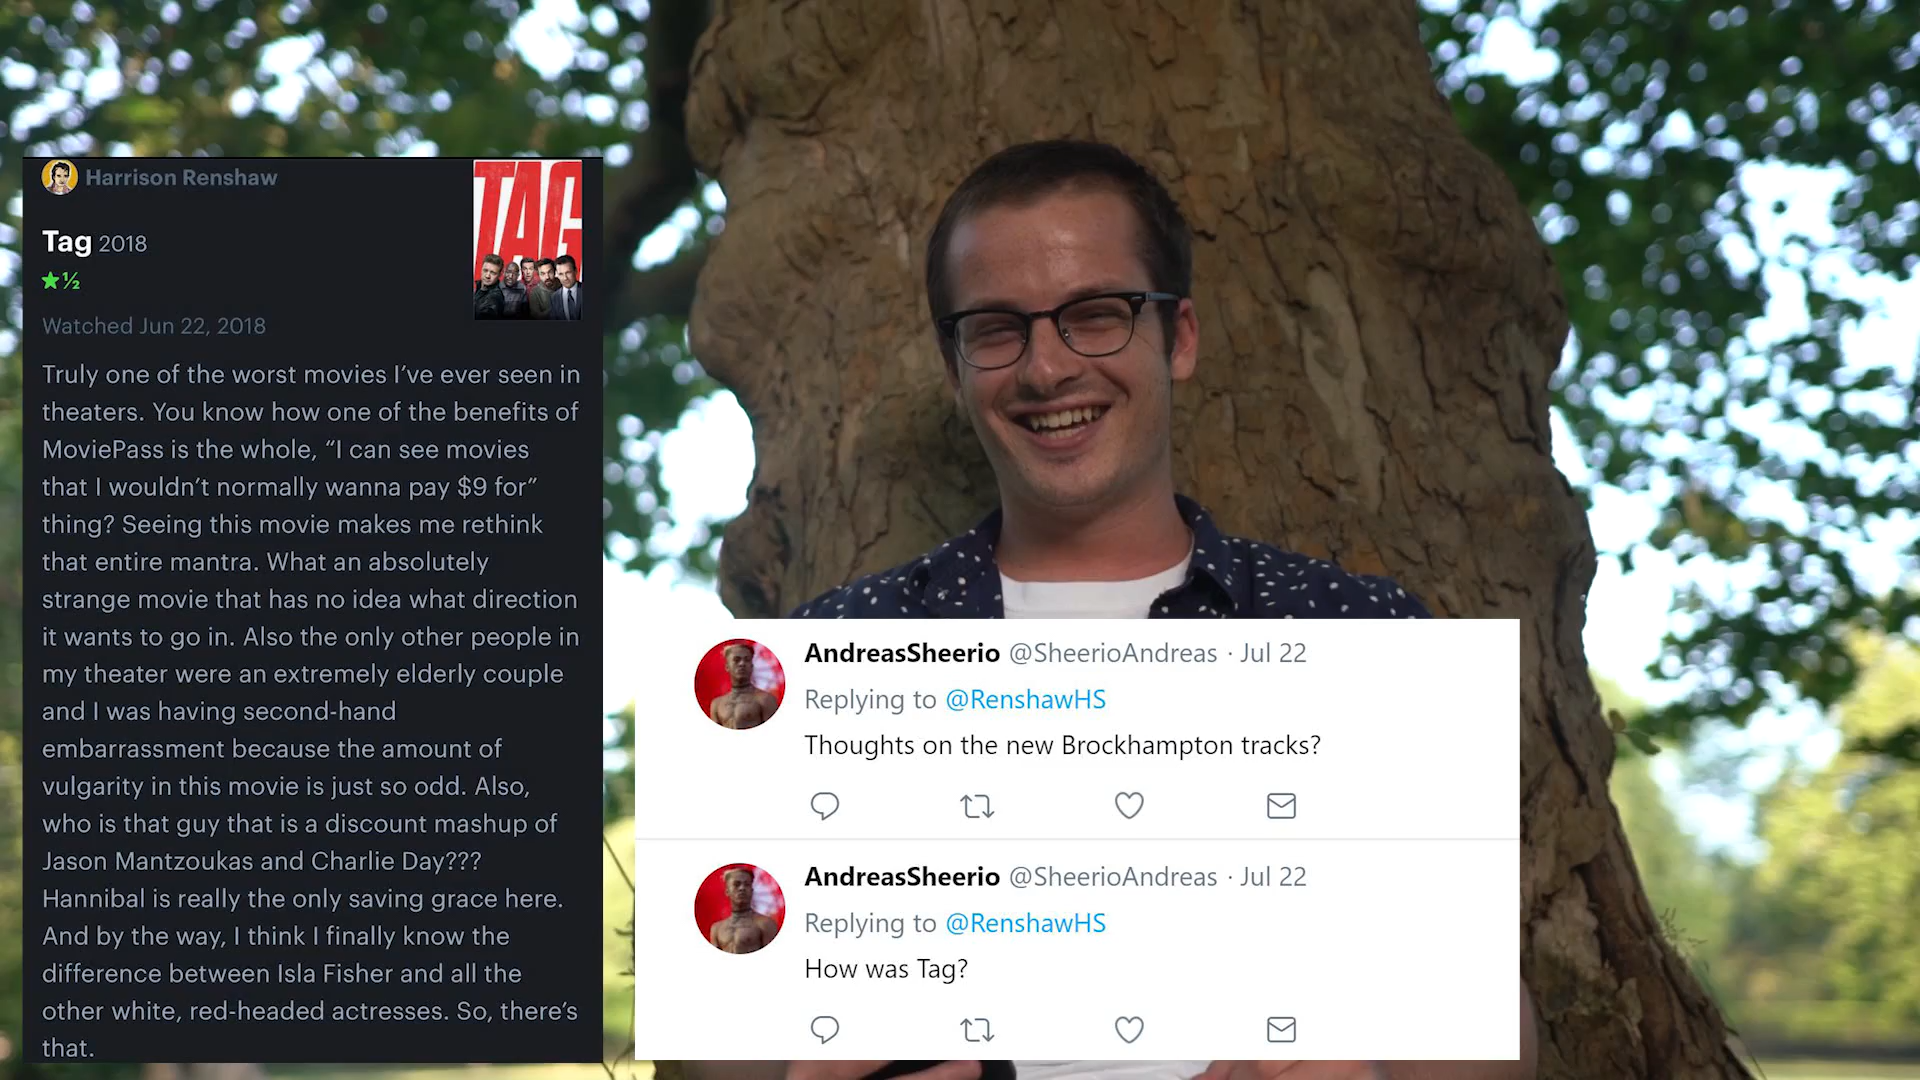 Harrison Renshaw
TAG
Tag 2018
★½
Watched Jun 22, 2018
Truly one of the worst movies I've ever seen in
theaters. You know how one of the benefits of
MoviePass is the whole, “I can see movies
that I wouldn't normally wanna pay $9 for”
thing? Seeing this movie makes me rethink
that entire mantra. What an absolutely
strange movie that has no idea what direction
it wants to go in. Also the only other people in
my theater were an extremely elderly couple
and I was having second-hand
embarrassment because the amount of
vulgarity in this movie is just so odd. Also,
who is that guy that is a discount mashup of
Jason Mantzoukas and Charlie Day???
Hannibal is really the only saving grace here.
And by the way, I think I finally know the
difference between Isla Fisher and all the
other white, red-headed actresses. So, there's
that.
AndreasSheerio @SheerioAndreas · Jul 22
Replying to @RenshawHS
Thoughts on the new Brockhampton tracks?
AndreasSheerio @SheerioAndreas · Jul 22
Replying to @RenshawHS
How was Tag?